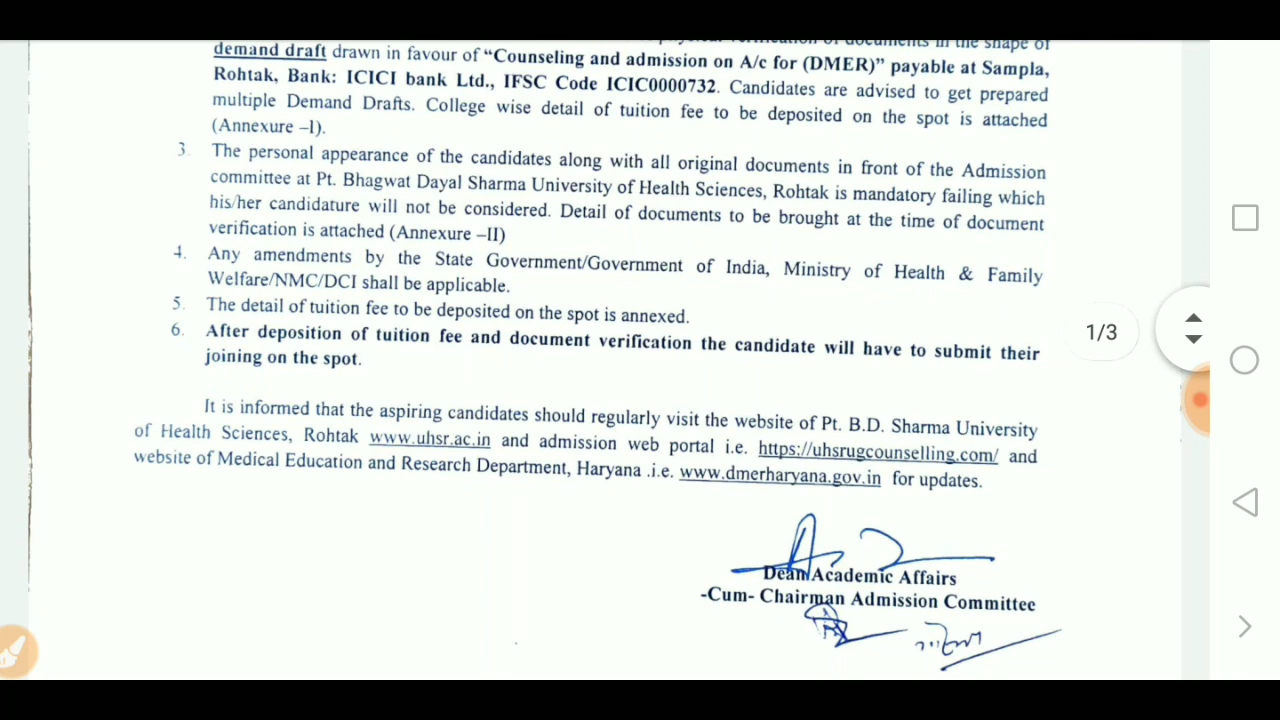 demand draft drawn in favour of “Counseling and admission on A/c for (DMER)” payable at Sampla,
Rohtak, Bank: ICICI bank Ltd., IFSC Code ICIC0000732. Candidates are advised to get prepared
multiple Demand Drafts. College wise detail of tuition fee to be deposited on the spot is attached
(Annexure –I).
3. The personal appearance of the candidates along with all original documents in front of the Admission
committee at Pt. Bhagwat Dayal Sharma University of Health Sciences, Rohtak is mandatory failing which
his/her candidature will not be considered. Detail of documents to be brought at the time of document
verification is attached (Annexure –II)
4. Any amendments by the State Government/Government of India, Ministry of Health & Family
Welfare/NMC/DCI shall be applicable.
5. The detail of tuition fee to be deposited on the spot is annexed.
6. After deposition of tuition fee and document verification the candidate will have to submit their
joining on the spot.
1/3
It is informed that the aspiring candidates should regularly visit the website of Pt. B.D. Sharma University
of Health Sciences, Rohtak www.uhsr.ac.in and admission web portal i.e. https://uhsrugcounselling.com/ and
website of Medical Education and Research Department, Haryana .i.e. www.dmerharyana.gov.in for updates.
Dean Academic Affairs
-Cum- Chairman Admission Committee